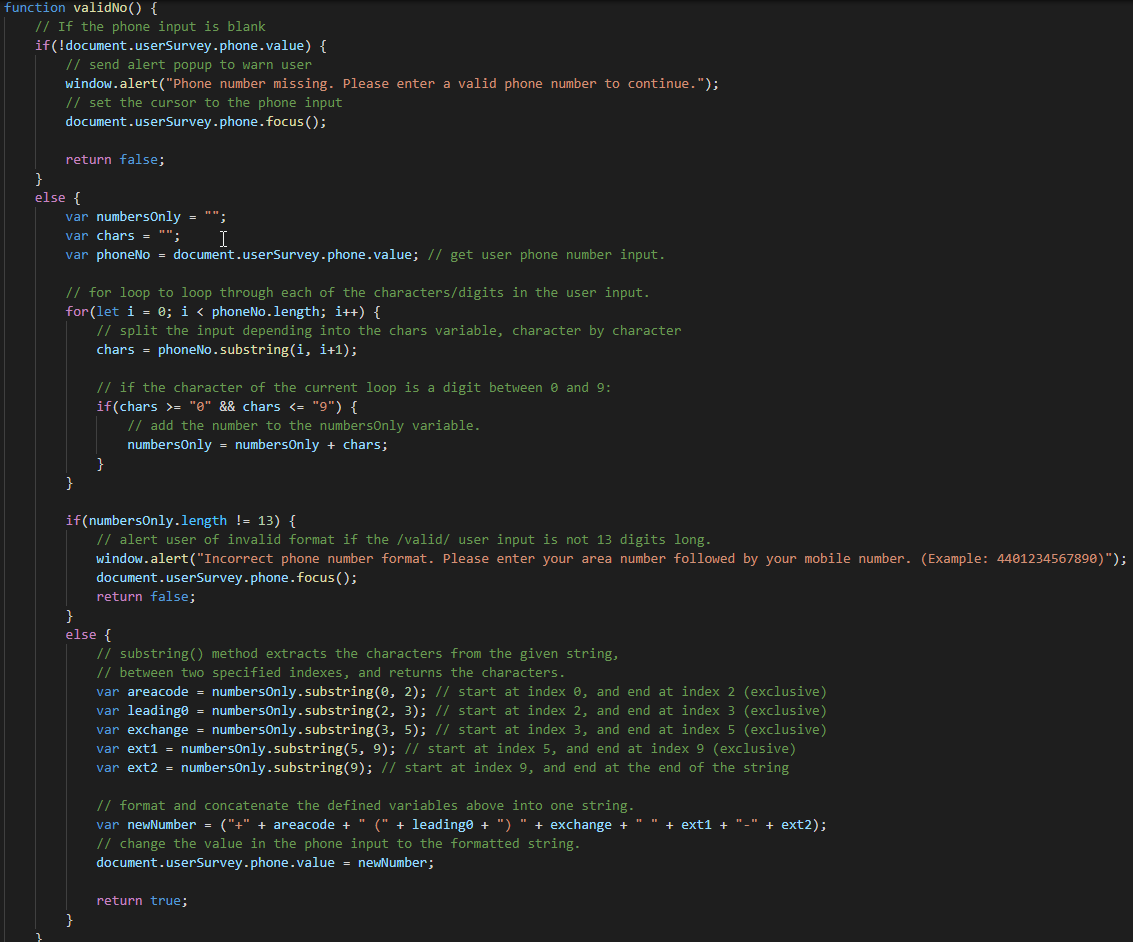 function validNo() {
    // If the phone input is blank
    if(!document.userSurvey.phone.value) {
        // send alert popup to warn user
        window.alert("Phone number missing. Please enter a valid phone number to continue.");
        // set the cursor to the phone input
        document.userSurvey.phone.focus();

        return false;
    }
    else {
        var numbersOnly = "";
        var chars = "";
        var phoneNo = document.userSurvey.phone.value; // get user phone number input.

        // for loop to loop through each of the characters/digits in the user input.
        for(let i = 0; i < phoneNo.length; i++) {
            // split the input depending into the chars variable, character by character
            chars = phoneNo.substring(i, i+1);

            // if the character of the current loop is a digit between 0 and 9:
            if(chars >= "0" && chars <= "9") {
                // add the number to the numbersOnly variable.
                numbersOnly = numbersOnly + chars;
            }
        }

        if(numbersOnly.length != 13) {
            // alert user of invalid format if the /valid/ user input is not 13 digits long.
            window.alert("Incorrect phone number format. Please enter your area number followed by your mobile number. (Example: 4401234567890)");
            document.userSurvey.phone.focus();
            return false;
        }
        else {
            // substring() method extracts the characters from the given string,
            // between two specified indexes, and returns the characters.
            var areacode = numbersOnly.substring(0, 2); // start at index 0, and end at index 2 (exclusive)
            var leading0 = numbersOnly.substring(2, 3); // start at index 2, and end at index 3 (exclusive)
            var exchange = numbersOnly.substring(3, 5); // start at index 3, and end at index 5 (exclusive)
            var ext1 = numbersOnly.substring(5, 9); // start at index 5, and end at index 9 (exclusive)
            var ext2 = numbersOnly.substring(9); // start at index 9, and end at the end of the string

            // format and concatenate the defined variables above into one string.
            var newNumber = ("+" + areacode + " (" + leading0 + ") " + exchange + " " + ext1 + "-" + ext2);
            // change the value in the phone input to the formatted string.
            document.userSurvey.phone.value = newNumber;

            return true;
        }
    }